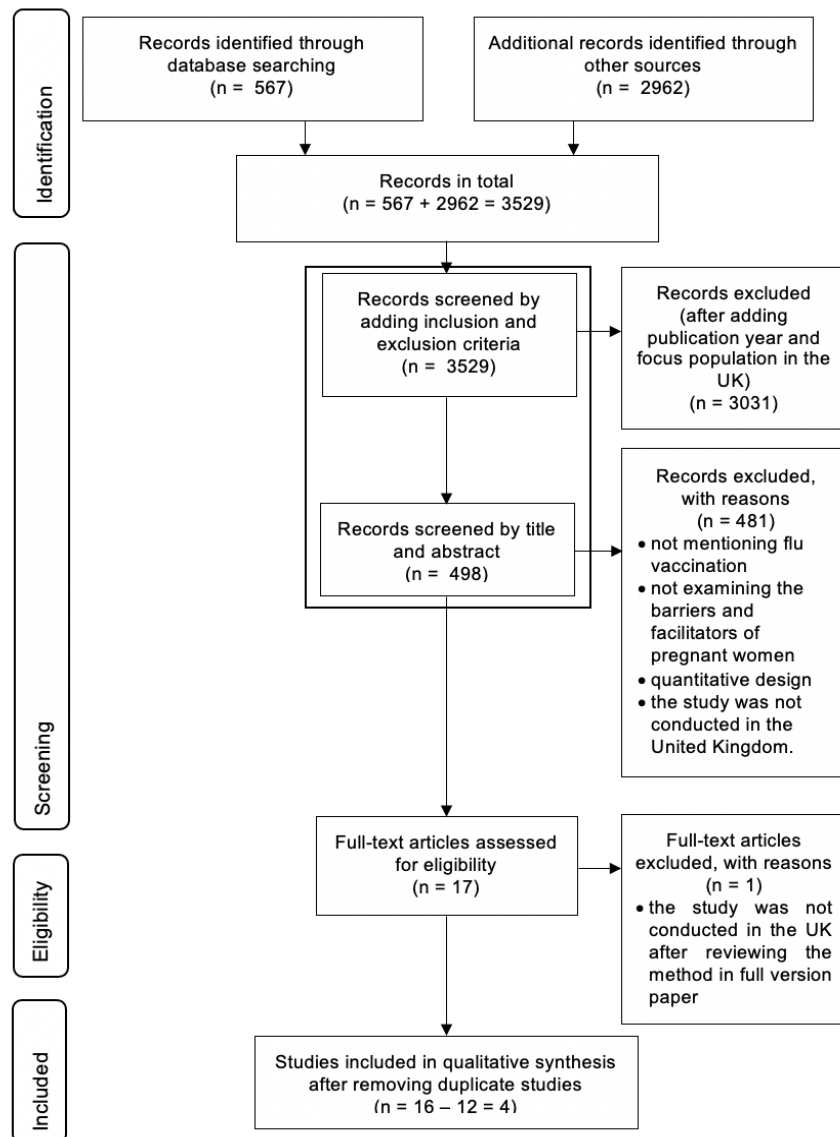 Identification
Records identified through
database searching
(n = 567)
Additional records identified through
other sources
(n = 2962)
Records in total
(n = 567 + 2962 = 3529)
Screening
Records screened by
adding inclusion and
exclusion criteria
(n = 3529)
Records excluded
(after adding
publication year and
focus population in the
UK)
(n = 3031)
Records screened by title
and abstract
(n = 498)
Records excluded,
with reasons
(n = 481)
• not mentioning flu
vaccination
• not examining the
barriers and
facilitators of
pregnant women
• quantitative design
• the study was not
conducted in the
United Kingdom.
Eligibility
Full-text articles assessed
for eligibility
(n = 17)
Full-text articles
excluded, with reasons
(n = 1)
• the study was not
conducted in the UK
after reviewing the
method in full version
paper
Included
Studies included in qualitative synthesis
after removing duplicate studies
(n = 16 – 12 = 4)